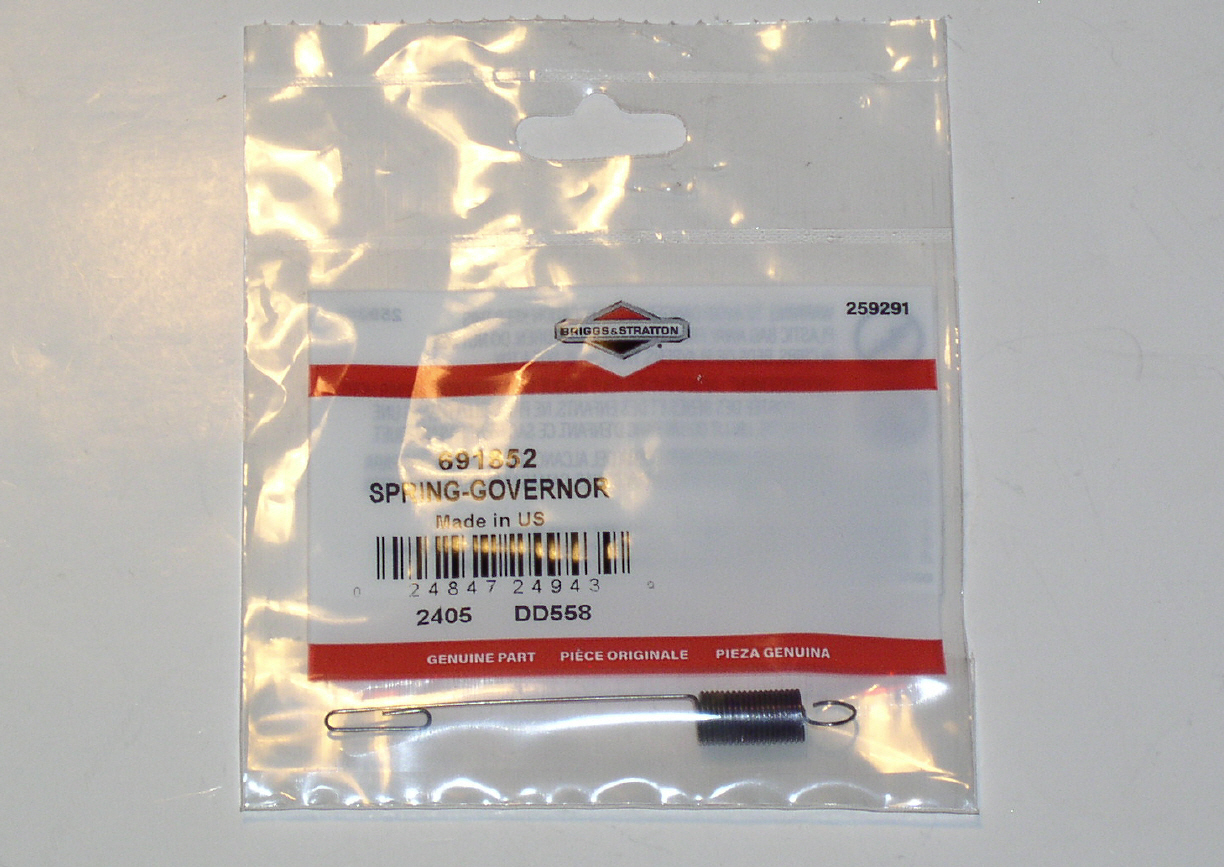 259291
BRIGGS & STRATTON
691852
SPRING-GOVERNOR
Made in US
0 24847 24943 9
2405 DD558
GENUINE PART PIÈCE ORIGINALE PIEZA GENUINA